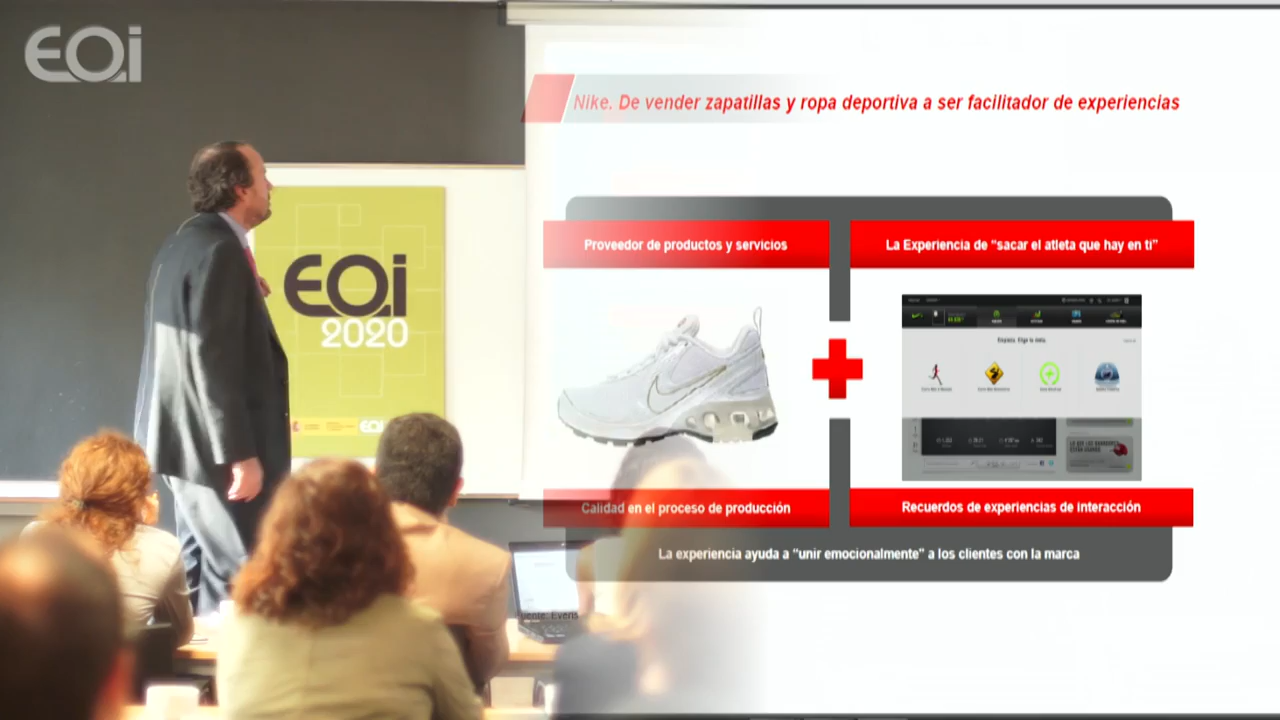 EOi
Nike. De vender zapatillas y ropa deportiva a ser facilitador de experiencias
Proveedor de productos y servicios
La Experiencia de “sacar el atleta que hay en ti”
EOi
2020
EOi
Calidad en el proceso de producción
Recuerdos de experiencias de interacción
La experiencia ayuda a “unir emocionalmente” a los clientes con la marca
uente: Everis